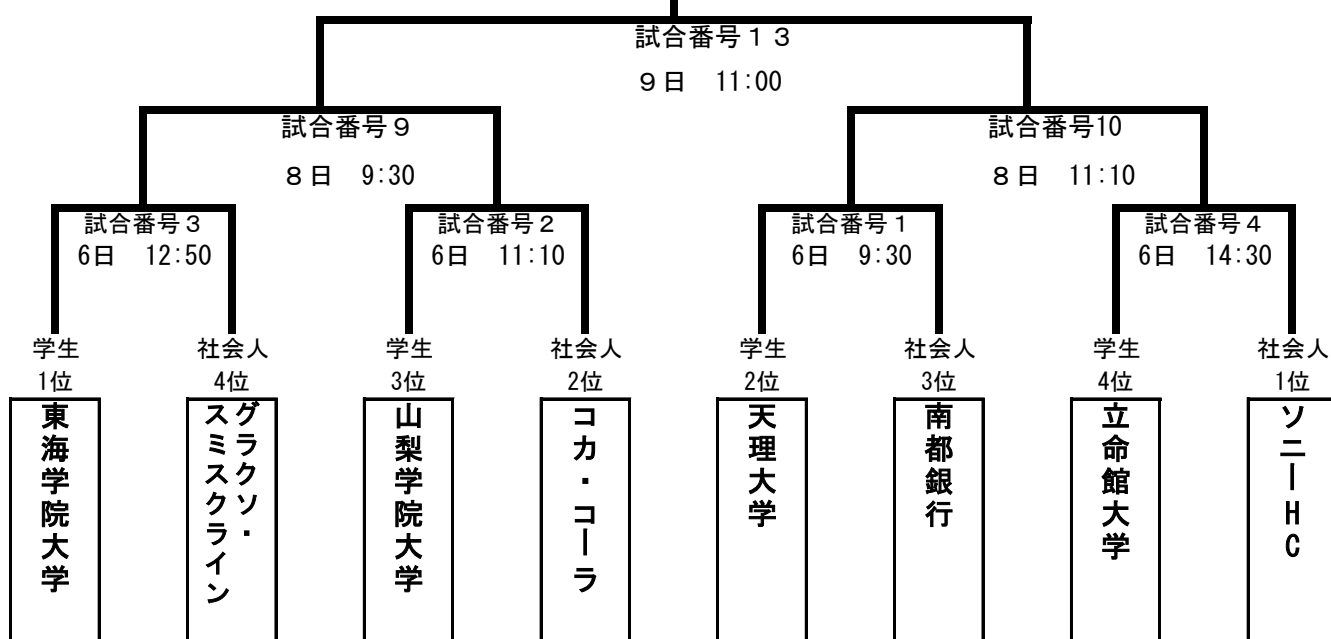 試合番号１３
９日　11:00
試合番号９
試合番号10
８日　9:30
８日　11:10
試合番号３
試合番号２
試合番号１
試合番号４
6日　12:50
6日　11:10
6日　9:30
6日　14:30
学生
社会人
学生
社会人
学生
社会人
学生
社会人
1位
4位
3位
2位
2位
3位
4位
1位
東海学院大学
グラクソ・
スミスクライン
山梨学院大学
コカ・コーラ
天理大学
南都銀行
立命館大学
ソニーHC